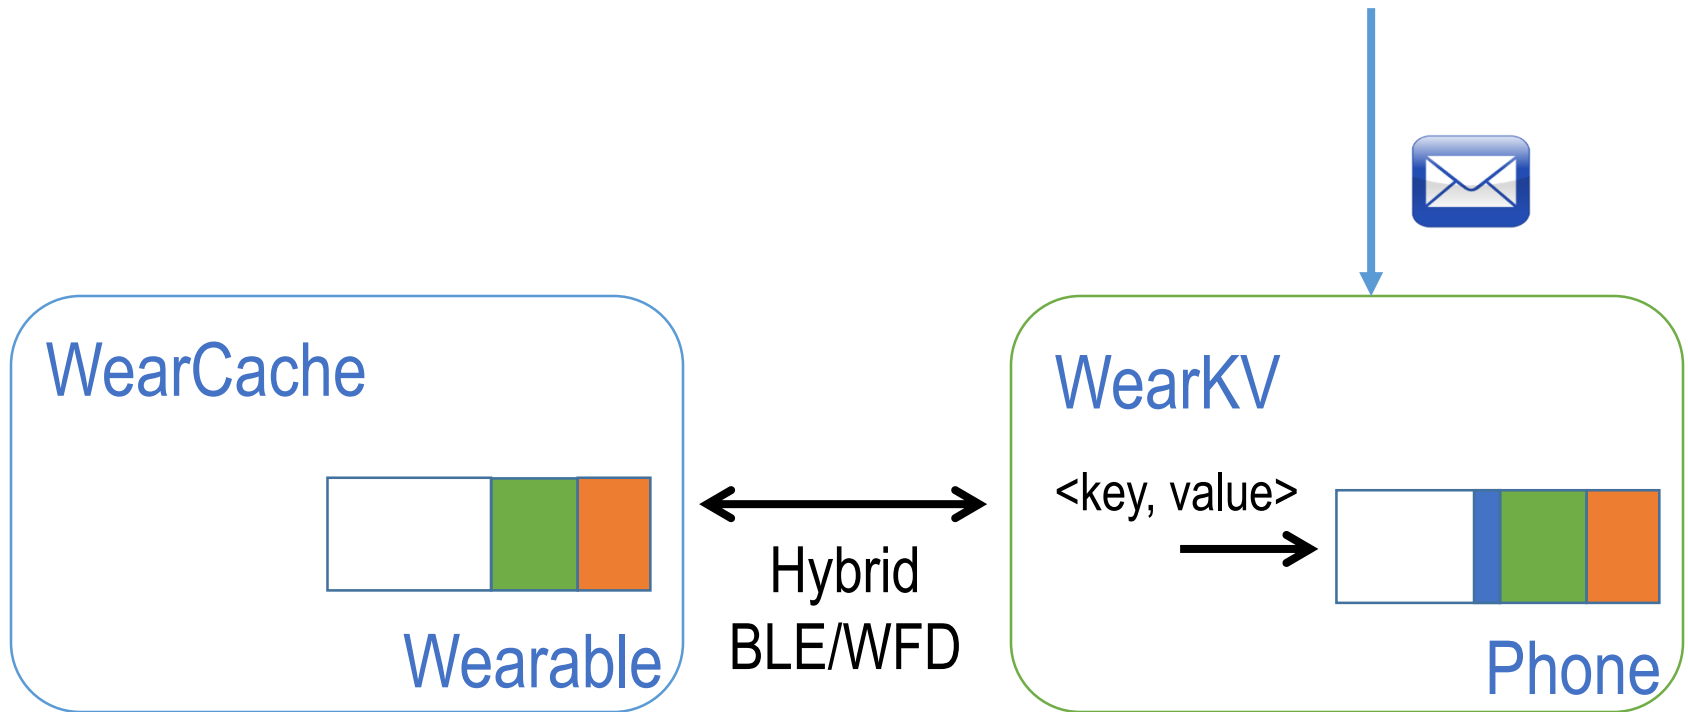 WearCache
Wearable
Hybrid
BLE/WFD
WearKV
<key, value>
Phone